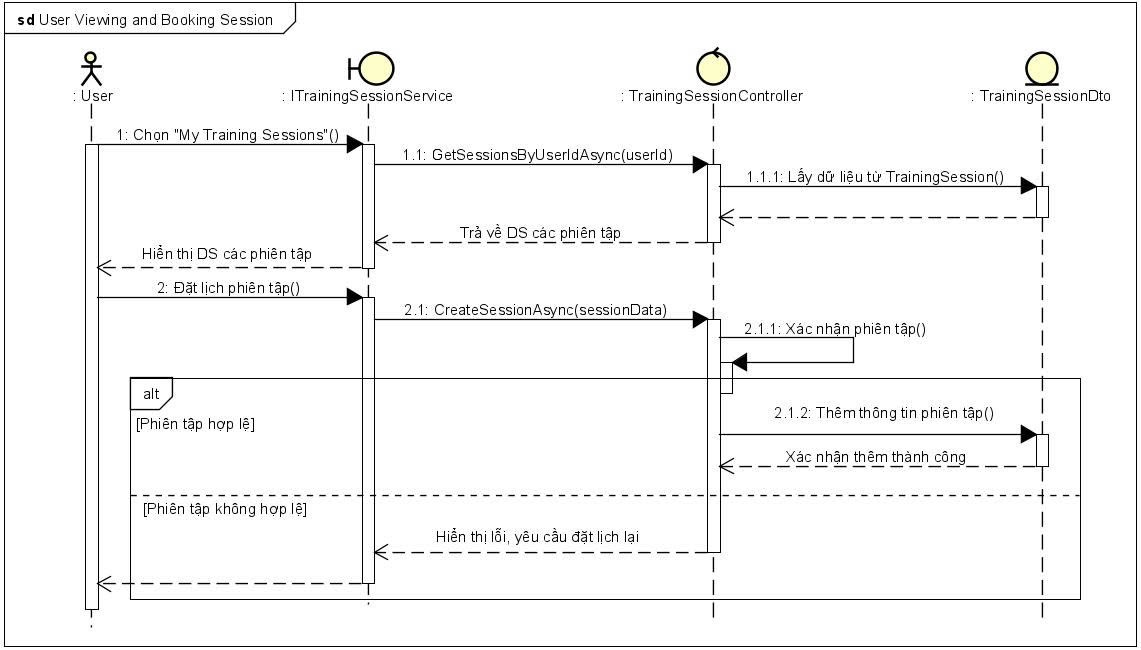 sd User Viewing and Booking Session
: User
: ITrainingSessionService
: TrainingSessionController
: TrainingSessionDto
1: Chọn "My Training Sessions"()
1.1: GetSessionsByUserIdAsync(userId)
1.1.1: Lấy dữ liệu từ TrainingSession()
Trả về DS các phiên tập
Hiển thị DS các phiên tập
2: Đặt lịch phiên tập()
2.1: CreateSessionAsync(sessionData)
2.1.1: Xác nhận phiên tập()
alt
[Phiên tập hợp lệ]
2.1.2: Thêm thông tin phiên tập()
Xác nhận thêm thành công
[Phiên tập không hợp lệ]
Hiển thị lỗi, yêu cầu đặt lịch lại